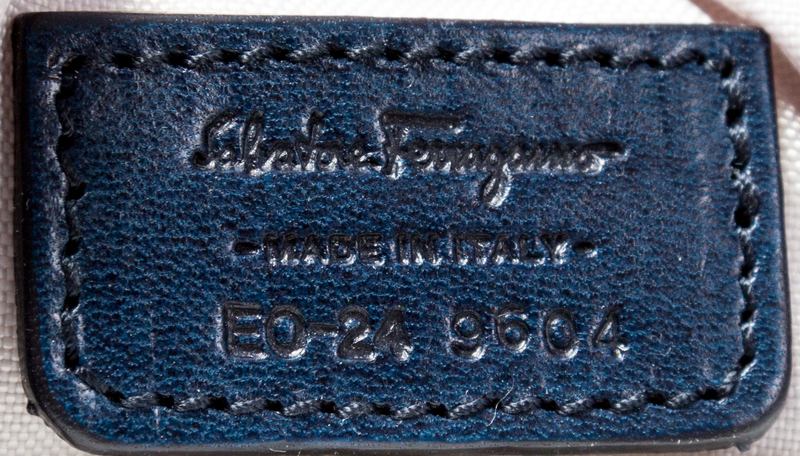 Salvatore Ferragamo
-MADE IN ITALY-
EO-24 9604